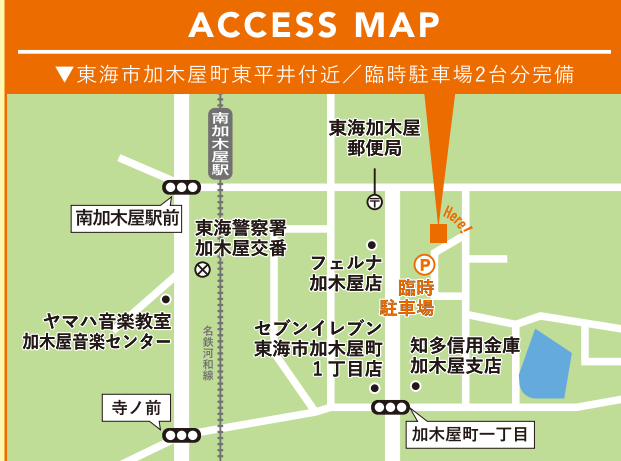 ACCESS MAP
▼東海市加木屋町東平井付近／臨時駐車場2台分完備
南加木屋駅
東海加木屋
郵便局
〒
南加木屋駅前
東海警察署
加木屋交番
Here!
フェルナ
加木屋店
P
臨時
駐車場
ヤマハ音楽教室
加木屋音楽センター
名鉄河和線
セブンイレブン
東海市加木屋町
１丁目店
知多信用金庫
加木屋支店
寺ノ前
加木屋町一丁目